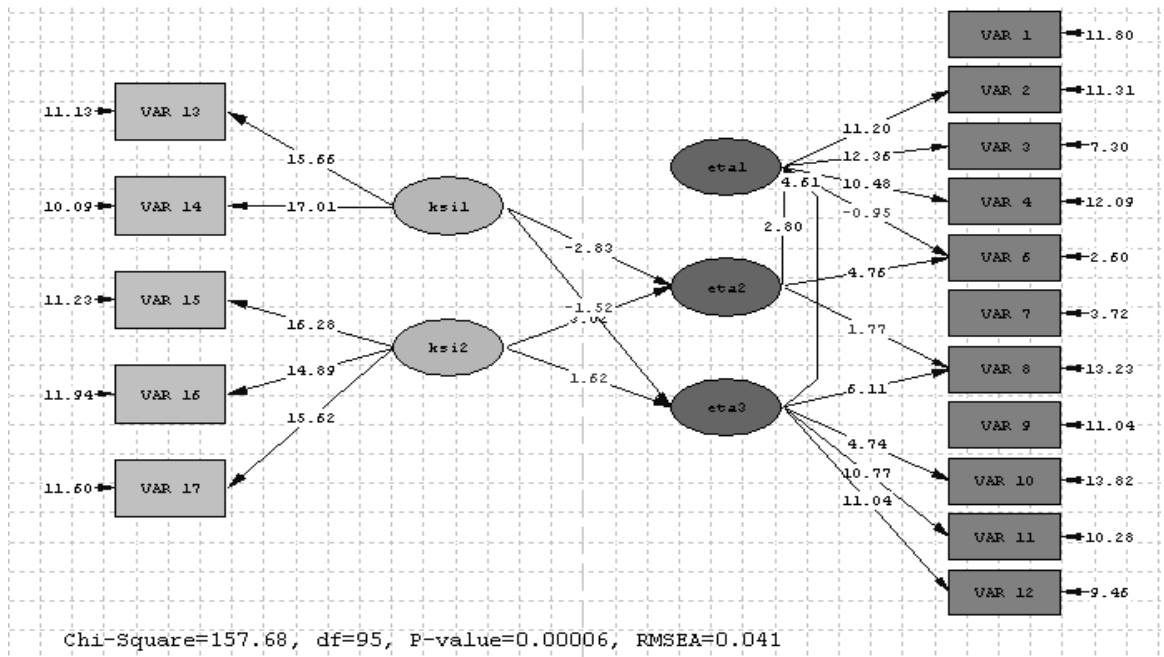 VAR 1
11.80
VAR 2
11.31
VAR 3
7.30
VAR 4
12.09
VAR 6
2.60
VAR 7
3.72
VAR 8
13.23
VAR 9
11.04
VAR 10
13.82
VAR 11
10.28
VAR 12
9.46
11.13
VAR 13
10.09
VAR 14
11.23
VAR 15
11.94
VAR 16
11.60
VAR 17
15.66
17.01
16.28
14.89
15.62
ksi1
ksi2
-2.83
-1.52
1.62
eta1
eta2
eta3
11.20
12.36
4.61
10.48
-0.95
2.80
4.76
1.77
6.11
4.74
10.77
11.04
Chi-Square=157.68, df=95, P-value=0.00006, RMSEA=0.041